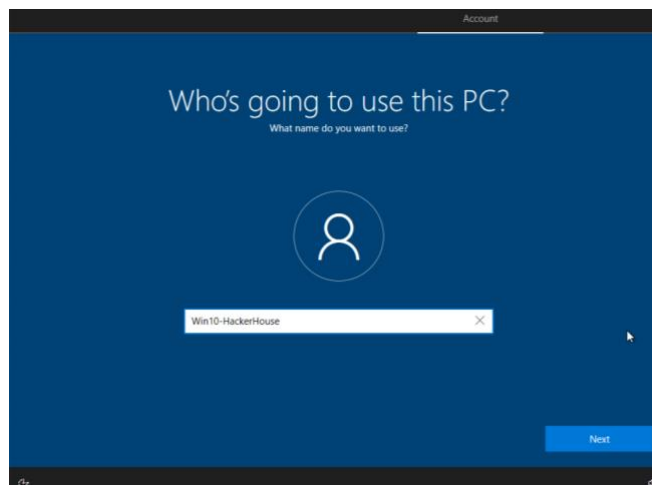 Account
Who's going to use this PC?
What name do you want to use?
Win10-HackerHouse
Next